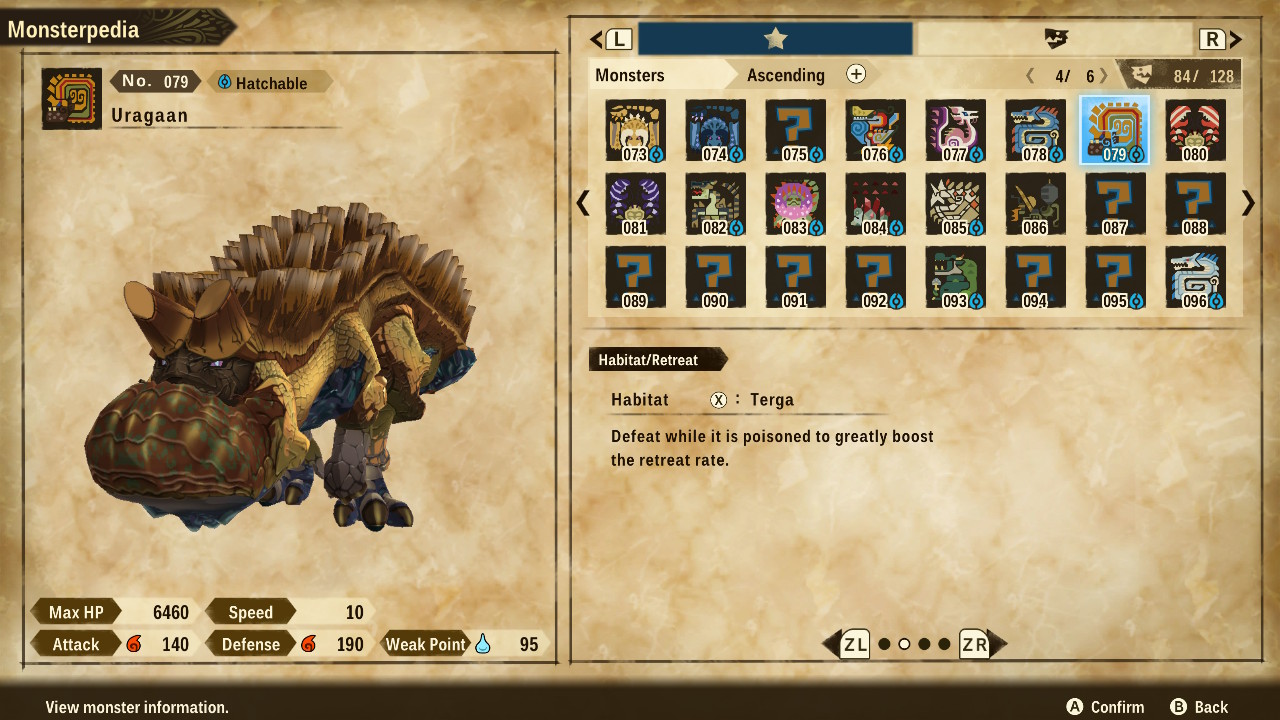 Monsterpedia
No. 079
Hatchable
Uragaan
Max HP 6460
Speed 10
Attack 140
Defense 190
Weak Point 95
L
R
Monsters
Ascending
4/ 6
84/ 128
073 074 075 076 077 078 079 080
081 082 083 084 085 086 087 088
089 090 091 092 093 094 095 096
Habitat/Retreat
Habitat X : Terga
Defeat while it is poisoned to greatly boost
the retreat rate.
ZL
ZR
View monster information.
A Confirm
B Back